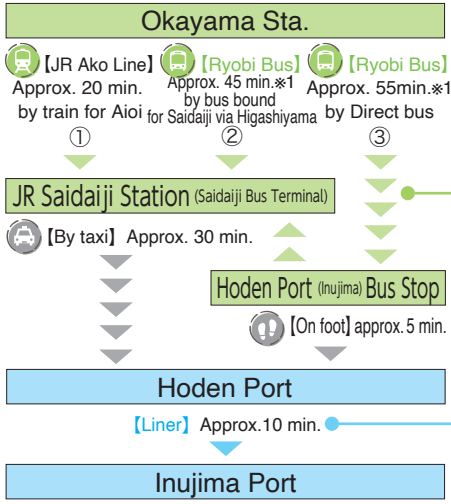 Okayama Sta.
【JR Ako Line】
Approx. 20 min.
by train for Aioi
①
【Ryobi Bus】
Approx. 45 min.※1
by bus bound
for Saidaiji via Higashiyama
②
【Ryobi Bus】
Approx. 55min.※1
by Direct bus
③
JR Saidaiji Station (Saidaiji Bus Terminal)
【By taxi】 Approx. 30 min.
Hoden Port (Inujima) Bus Stop
【On foot】 approx. 5 min.
Hoden Port
【Liner】 Approx.10 min.
Inujima Port